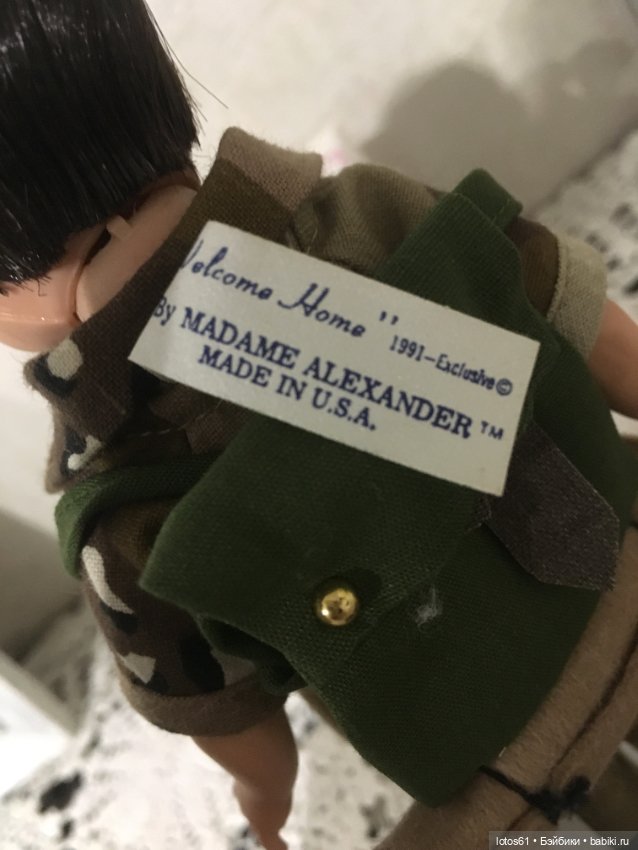 Welcome Home" 1991-Exclusive©
By MADAME ALEXANDER™
MADE IN U.S.A.
lotos61 • Бэйбики • babiki.ru